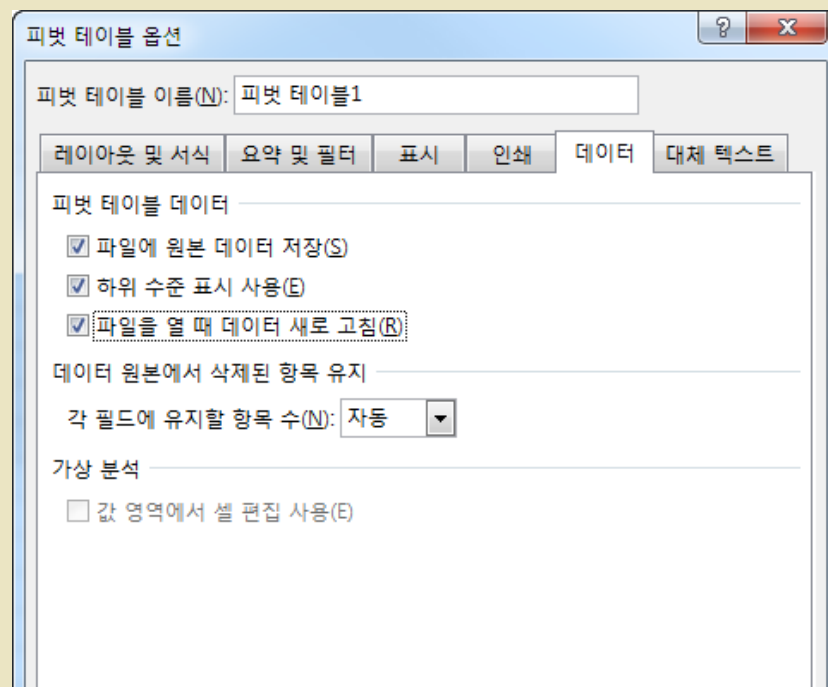 피벗 테이블 옵션
피벗 테이블 이름(N): 피벗 테이블1
레이아웃 및 서식 요약 및 필터 표시 인쇄 데이터 대체 텍스트
피벗 테이블 데이터
파일에 원본 데이터 저장(S)
하위 수준 표시 사용(E)
파일을 열 때 데이터 새로 고침(R)
데이터 원본에서 삭제된 항목 유지
각 필드에 유지할 항목 수(N): 자동
가상 분석
값 영역에서 셀 편집 사용(E)